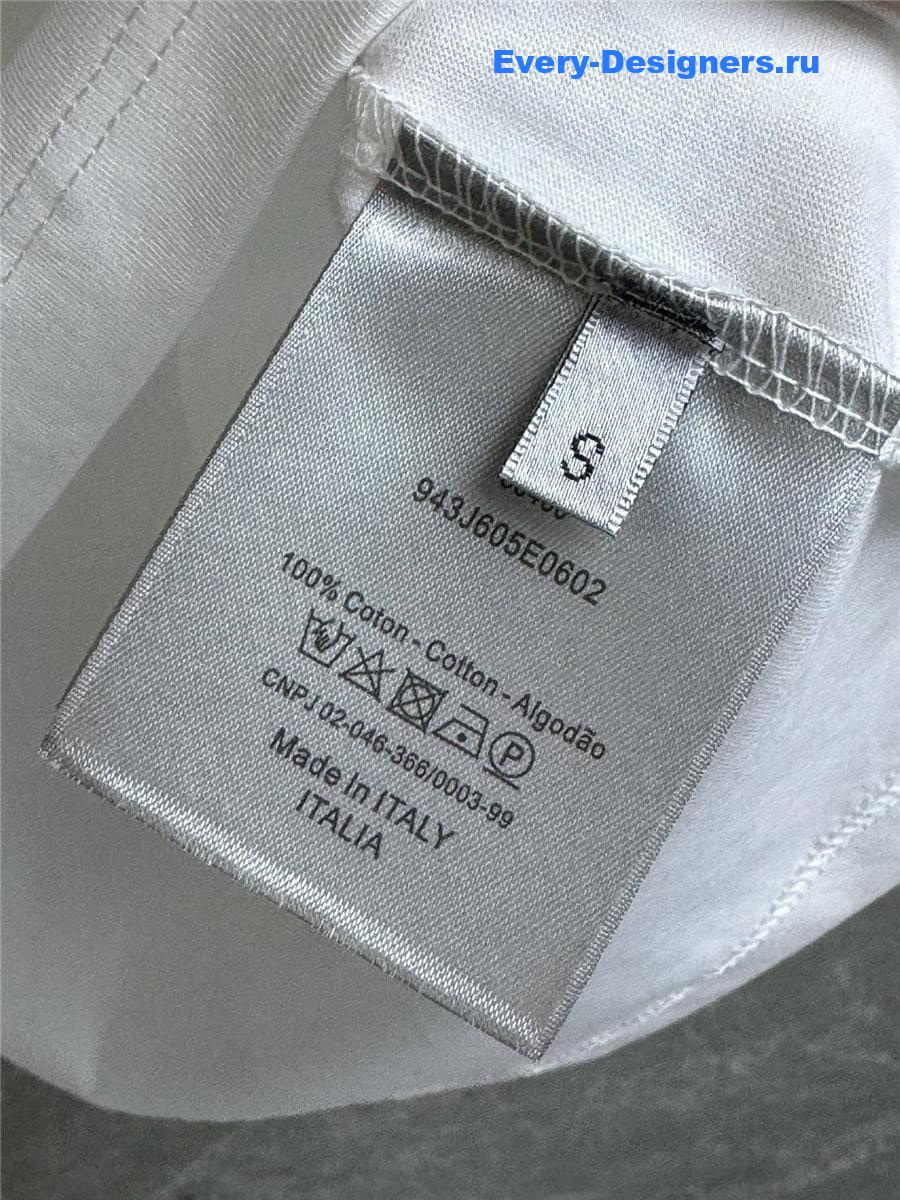 Every-Designers.ru
S
943J605E0602
100% Coton - Cotton - Algodão
P
CNPJ 02-046-366/0003-99
Made In ITALY
ITALIA